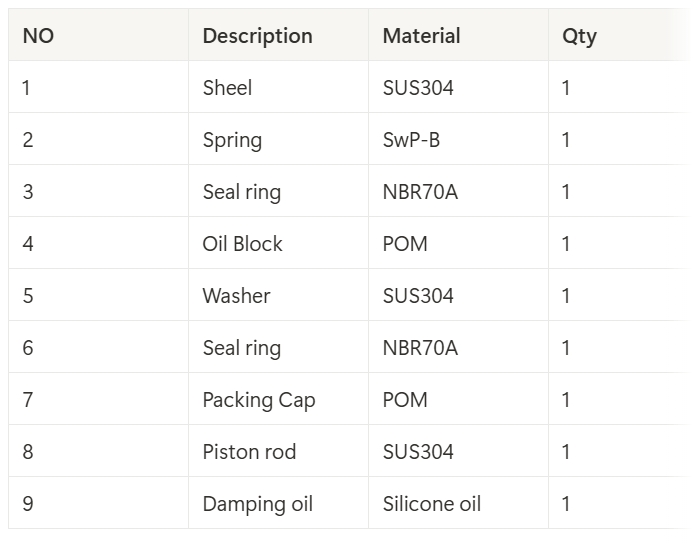 NO Description Material Qty
1 Sheel SUS304 1
2 Spring SwP-B 1
3 Seal ring NBR70A 1
4 Oil Block POM 1
5 Washer SUS304 1
6 Seal ring NBR70A 1
7 Packing Cap POM 1
8 Piston rod SUS304 1
9 Damping oil Silicone oil 1